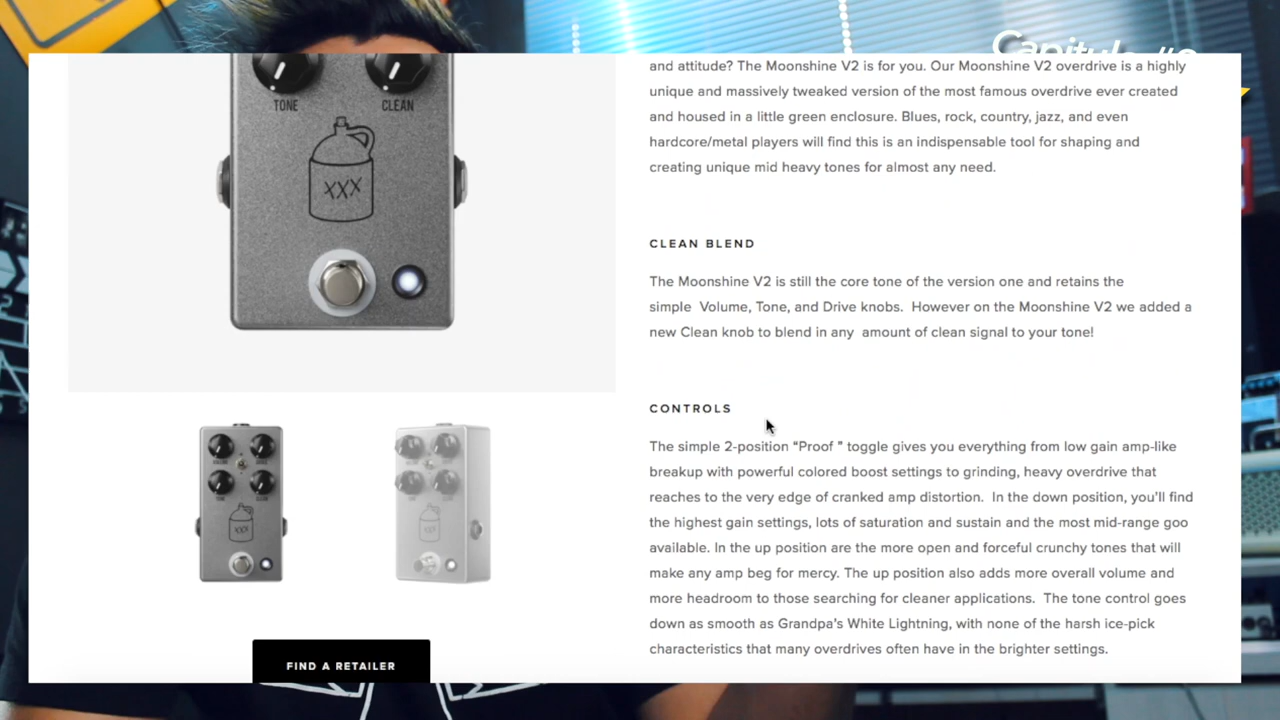 TONE CLEAN
XXX
and attitude? The Moonshine V2 is for you. Our Moonshine V2 overdrive is a highly
unique and massively tweaked version of the most famous overdrive ever created
and housed in a little green enclosure. Blues, rock, country, jazz, and even
hardcore/metal players will find this is an indispensable tool for shaping and
creating unique mid heavy tones for almost any need.
CLEAN BLEND
The Moonshine V2 is still the core tone of the version one and retains the
simple  Volume, Tone, and Drive knobs.  However on the Moonshine V2 we added a
new Clean knob to blend in any  amount of clean signal to your tone!
CONTROLS
The simple 2-position “Proof ” toggle gives you everything from low gain amp-like
breakup with powerful colored boost settings to grinding, heavy overdrive that
reaches to the very edge of cranked amp distortion.  In the down position, you’ll find
the highest gain settings, lots of saturation and sustain and the most mid-range goo
available. In the up position are the more open and forceful crunchy tones that will
make any amp beg for mercy. The up position also adds more overall volume and
more headroom to those searching for cleaner applications.  The tone control goes
down as smooth as Grandpa’s White Lightning, with none of the harsh ice-pick
characteristics that many overdrives often have in the brighter settings.
XXX
FIND A RETAILER